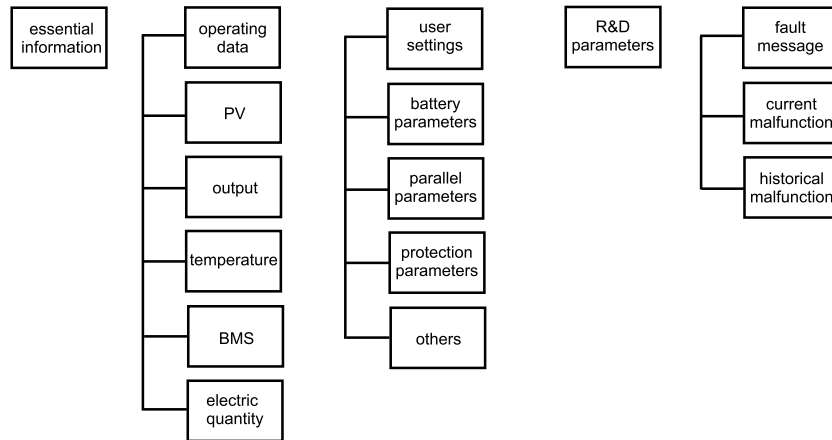 essential
information
operating
data
PV
output
temperature
BMS
electric
quantity
user
settings
battery
parameters
parallel
parameters
protection
parameters
others
R&D
parameters
fault
message
current
malfunction
historical
malfunction